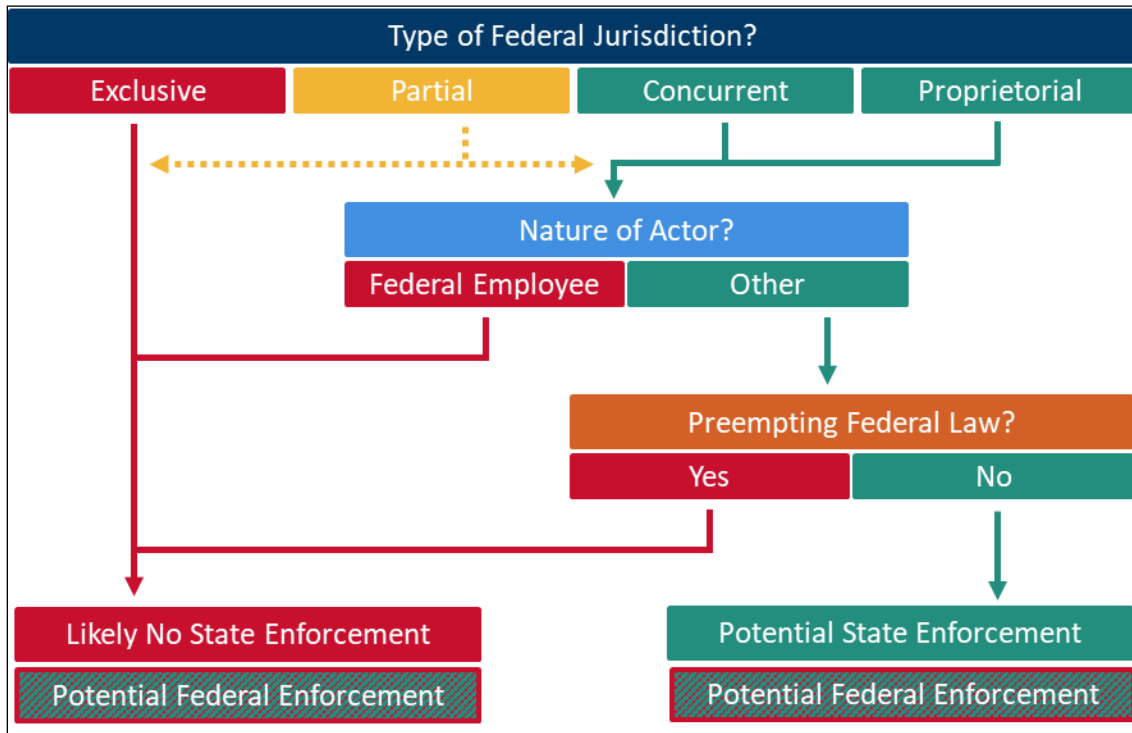 Type of Federal Jurisdiction?
Exclusive
Partial
Concurrent
Proprietorial
Nature of Actor?
Federal Employee
Other
Preempting Federal Law?
Yes
No
Likely No State Enforcement
Potential Federal Enforcement
Potential State Enforcement
Potential Federal Enforcement